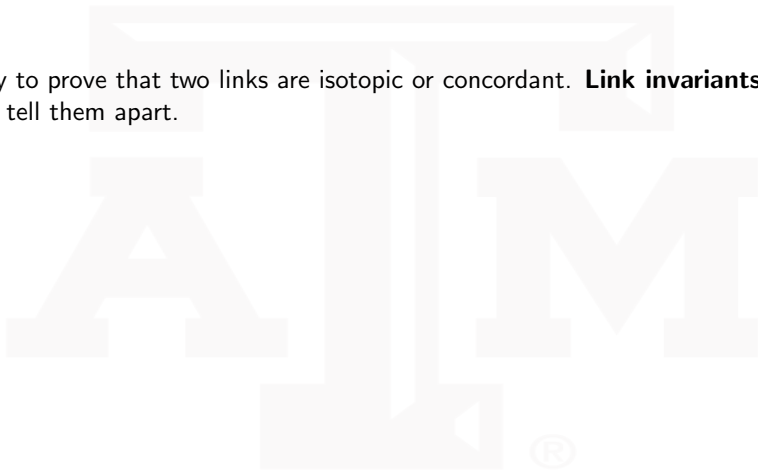 y to prove that two links are isotopic or concordant. Link invariants
tell them apart.
A T M
®